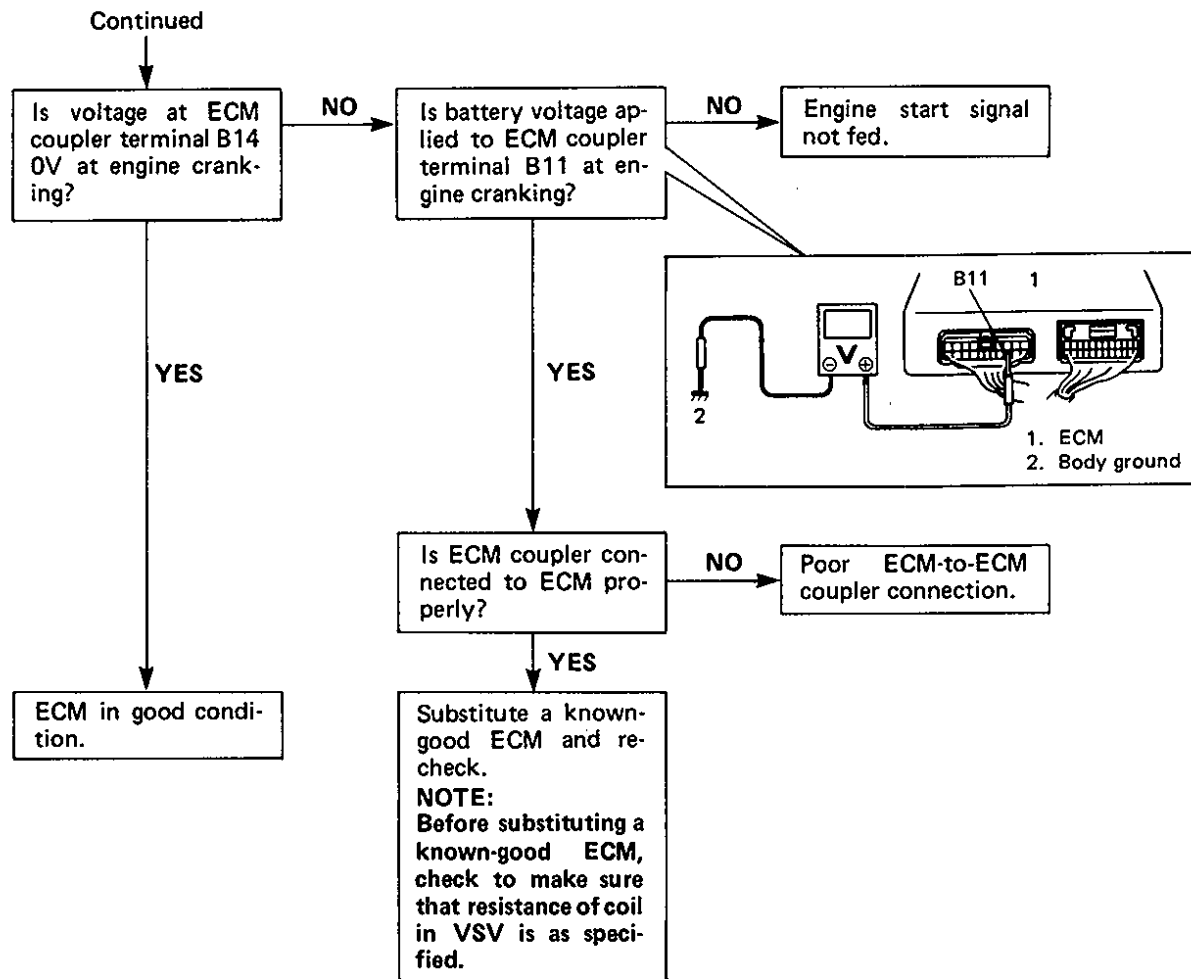 Continued
Is voltage at ECM
coupler terminal B14
0V at engine crank-
ing?
NO
Is battery voltage ap-
plied to ECM coupler
terminal B11 at en-
gine cranking?
NO
Engine start signal
not fed.
B11
1
V
2
1. ECM
2. Body ground
YES
YES
Is ECM coupler con-
nected to ECM pro-
perly?
NO
Poor ECM-to-ECM
coupler connection.
YES
ECM in good condi-
tion.
Substitute a known-
good ECM and re-
check.
NOTE:
Before substituting a
known-good ECM,
check to make sure
that resistance of coil
in VSV is as speci-
fied.